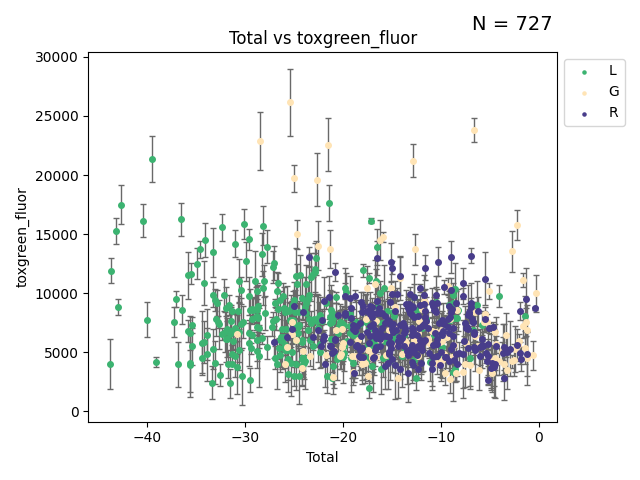 N = 727
Total vs toxgreen_fluor
30000
25000
20000
15000
10000
5000
0
toxgreen_fluor
−40 −30 −20 −10 0
Total
L
G
R